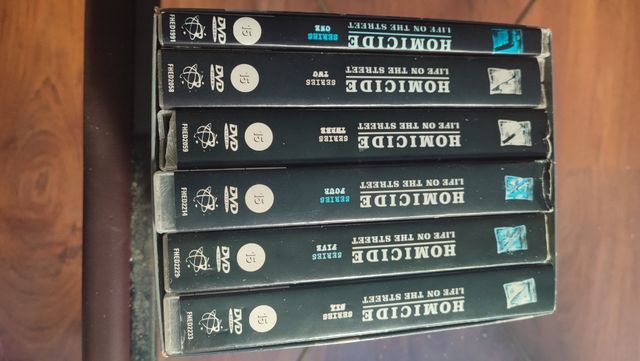 HOMICIDE
LIFE ON THE STREET
SERIES
ONE
15
DVD
FHED1991
HOMICIDE
LIFE ON THE STREET
SERIES
TWO
15
DVD
FHED2058
HOMICIDE
LIFE ON THE STREET
SERIES
THREE
15
DVD
FHED2059
HOMICIDE
LIFE ON THE STREET
SERIES
FOUR
15
DVD
FHED2214
HOMICIDE
LIFE ON THE STREET
SERIES
FIVE
15
DVD
FHED2229
HOMICIDE
LIFE ON THE STREET
SERIES
SIX
15
DVD
FHED2233